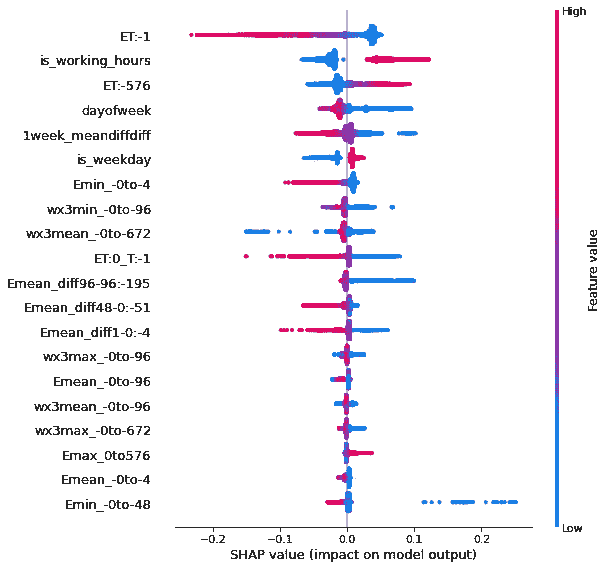 High
ET:-1
is_working_hours
ET:-576
dayofweek
1week_meandiffdiff
is_weekday
Emin_-0to-4
wx3min_-0to-96
wx3mean_-0to-672
ET:0_T:-1
Emean_diff96-96:-195
Emean_diff48-0:-51
Emean_diff1-0:-4
wx3max_-0to-96
Emean_-0to-96
wx3mean_-0to-96
wx3max_-0to-672
Emax_0to576
Emean_-0to-4
Emin_-0to-48
Feature value
Low
−0.2 −0.1 0.0 0.1 0.2
SHAP value (impact on model output)